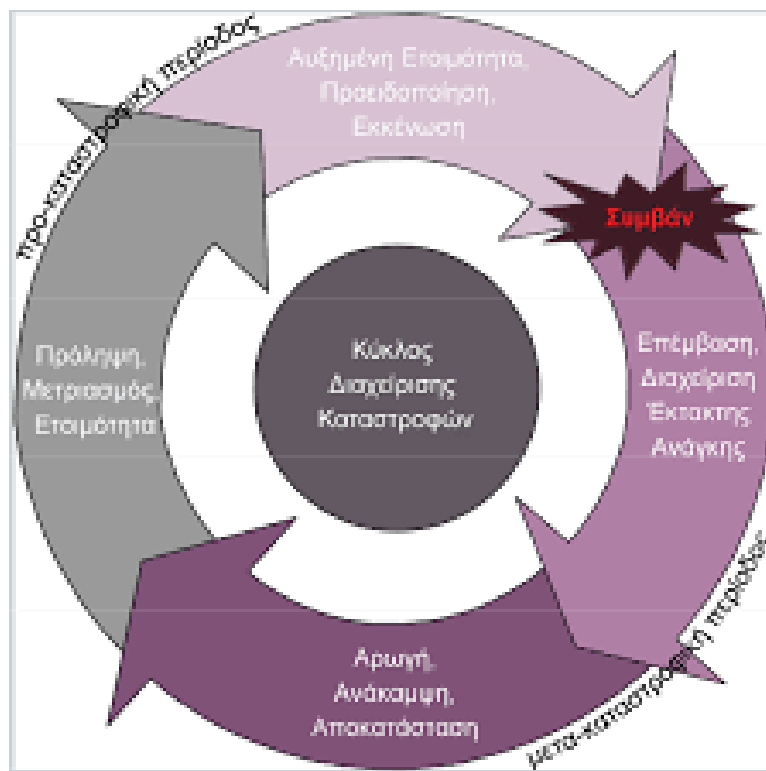 προ-καταστροφική περίοδος
Αυξημένη Ετοιμότητα,
Προειδοποίηση,
Εκκένωση
Συμβάν
Επέμβαση,
Διαχείριση
Έκτακτης
Ανάγκης
μετα-καταστροφική περίοδος
Αρωγή,
Ανάκαμψη,
Αποκατάσταση
Πρόληψη,
Μετριασμός,
Ετοιμότητα
Κύκλος
Διαχείρισης
Καταστροφών